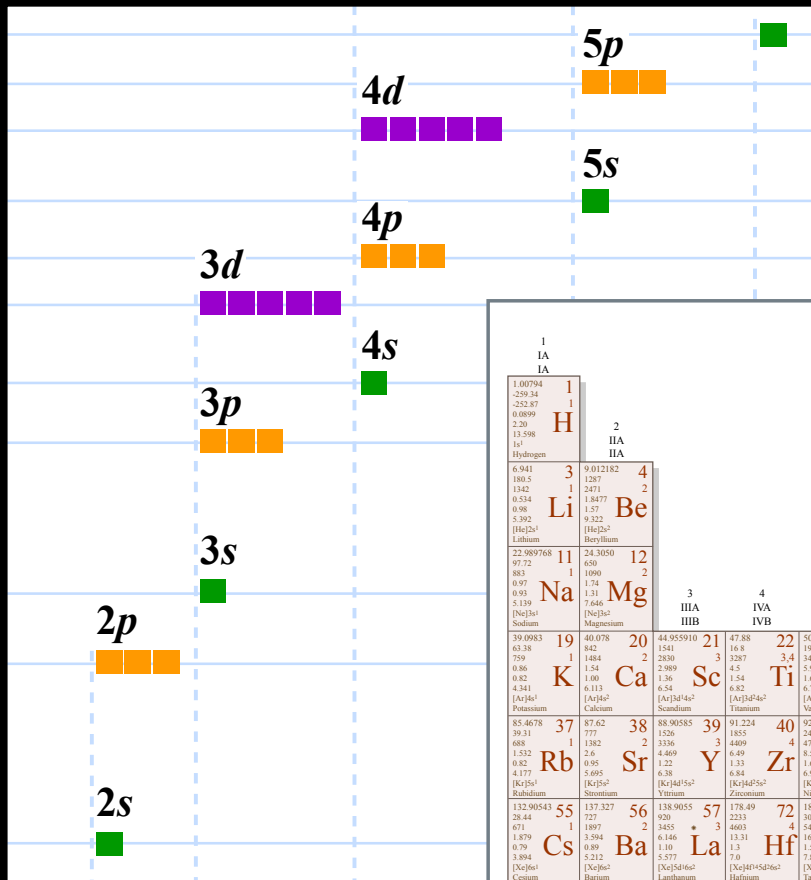 5p
4d
5s
4p
3d
4s
3p
3s
2p
2s
1
IA
IA
1.00794 1
-259.34
-252.87 1
0.0899
2.20 H
13.598
1s¹
Hydrogen
2
IIA
IIA
6.941 3
180.5
1342 1
0.534
0.98 Li
5.392
[He]2s¹
Lithium
9.012182 4
1287
2471 2
1.8477
1.57 Be
9.322
[He]2s²
Beryllium
22.989768 11
97.72
883 1
0.97
0.93 Na
5.139
[Ne]3s¹
Sodium
24.3050 12
650
1090 2
1.74
1.31 Mg
7.646
[Ne]3s²
Magnesium
3
IIIA
IIIB
4
IVA
IVB
39.0983 19
63.38
759 1
0.86
0.82 K
4.341
[Ar]4s¹
Potassium
40.078 20
842
1484 2
1.54
1.00 Ca
6.113
[Ar]4s²
Calcium
44.955910 21
1541
2830 3
2.989
1.36 Sc
6.54
[Ar]3d¹4s²
Scandium
47.88 22
16 8
3287 3,4
4.5
1.54 Ti
6.82
[Ar]3d²4s²
Titanium
85.4678 37
39.31
688 1
1.532
0.82 Rb
4.177
[Kr]5s¹
Rubidium
87.62 38
777
1382 2
2.6
0.95 Sr
5.695
[Kr]5s²
Strontium
88.90585 39
1526
3336 3
4.469
1.22 Y
6.38
[Kr]4d¹5s²
Yttrium
91.224 40
1855
4409 4
6.49
1.33 Zr
6.84
[Kr]4d²5s²
Zirconium
132.90543 55
28.44
671 1
1.879
0.79 Cs
3.894
[Xe]6s¹
Cesium
137.327 56
727
1897 2
3.594
0.89 Ba
5.212
[Xe]6s²
Barium
138.9055 57
920
3455 * 3
6.146
1.10 La
5.577
[Xe]5d¹6s²
Lanthanum
178.49 72
2233
4603 4
13.31
1.3 Hf
7.0
[Xe]4f¹⁴5d²6s²
Hafnium